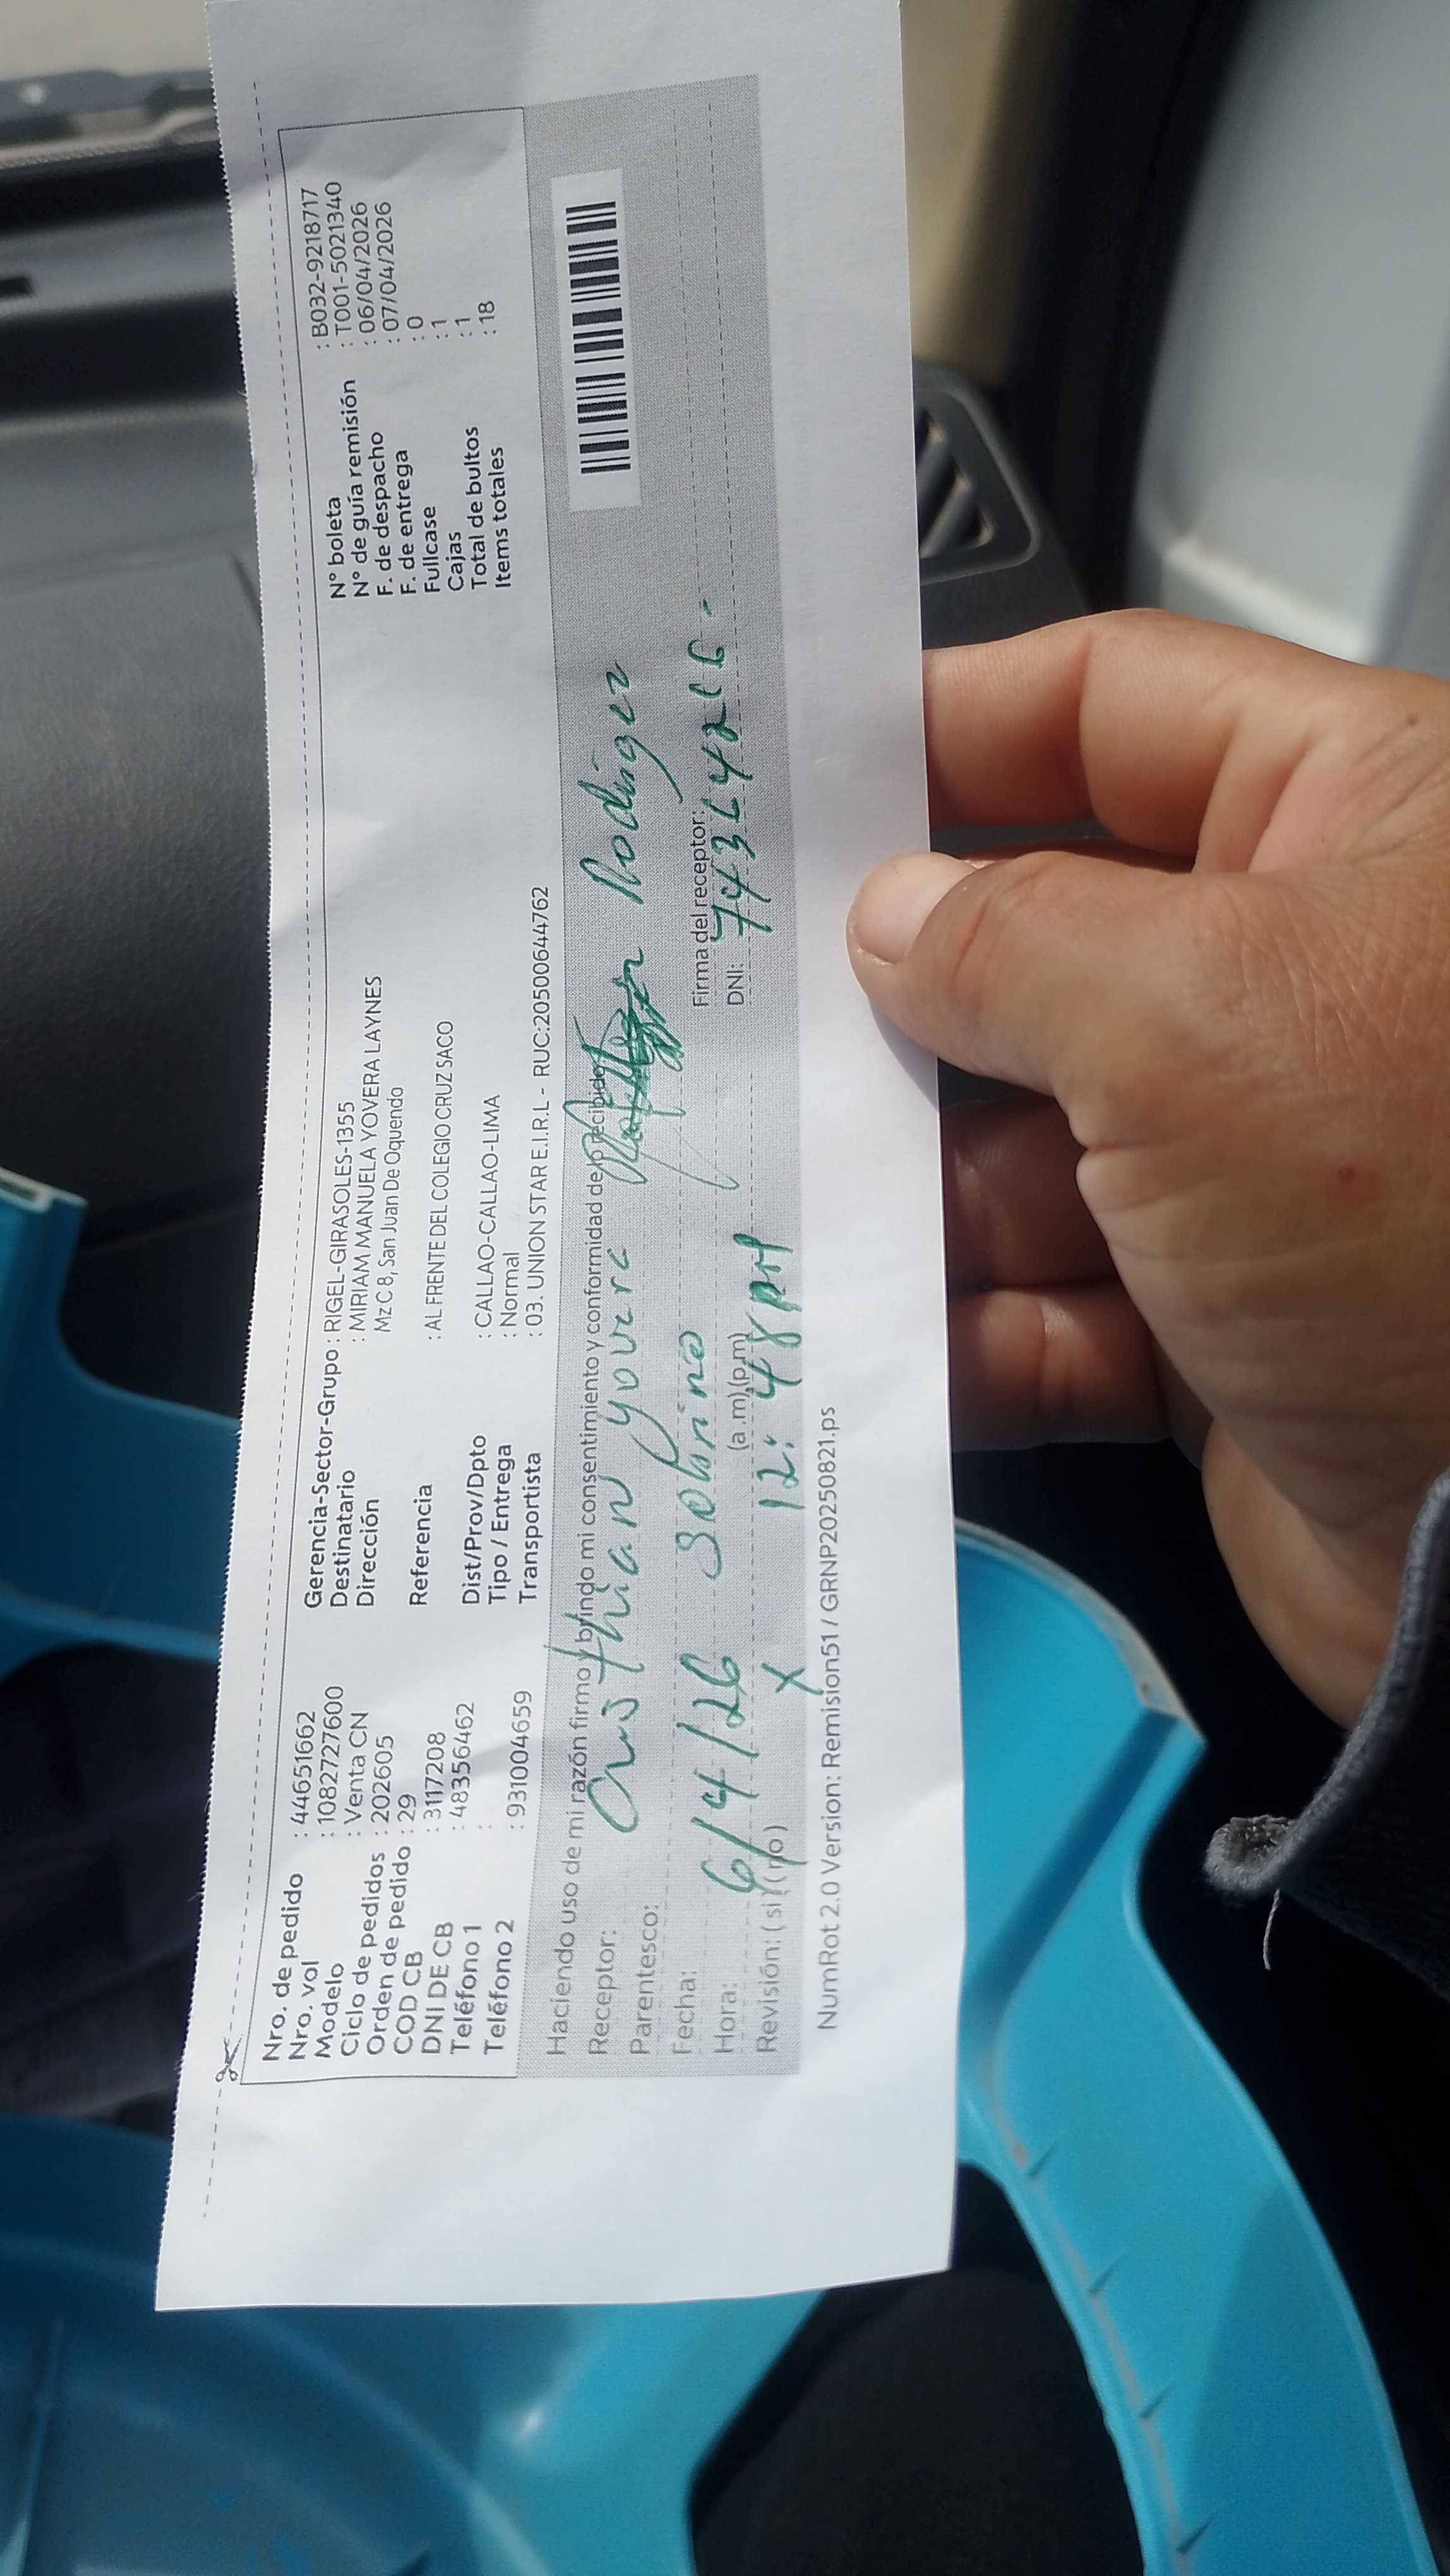 Nro. de pedido : 44651662
Nro. vol : 1082727600
Modelo : Venta CN
Ciclo de pedidos : 202605
Orden de pedido : 29
COD CB : 3117208
DNI DE CB : 48356462
Teléfono 1 :
Teléfono 2 : 931004659
Gerencia-Sector-Grupo : RIGEL-GIRASOLES-1355
Destinatario : MIRIAM MANUELA YOVERA LAYNES
Dirección Mz C 8, San Juan De Oquendo
Referencia : AL FRENTE DEL COLEGIO CRUZ SACO
Dist/Prov/Dpto : CALLAO-CALLAO-LIMA
Tipo / Entrega : Normal
Transportista : 03. UNION STAR E.I.R.L - RUC:20500644762
N° boleta : B032-9218717
N° de guía remisión : T001-5021340
F. de despacho : 06/04/2026
F. de entrega : 07/04/2026
Fullcase : 0
Cajas : 1
Total de bultos : 1
Items totales : 18
Haciendo uso de mi razón firmo y brindo mi consentimiento y conformidad de lo recibido
Receptor: Cristhian yovera Rodigez
Parentesco: Sobrino
Fecha: 6/4/26
Hora: (a.m) (p.m) 12:48 pm
Revisión: ( si ) ( no ) X
Firma del receptor:
DNI:
NumRot 2.0 Version: Remision51 / GRNP20250821.ps